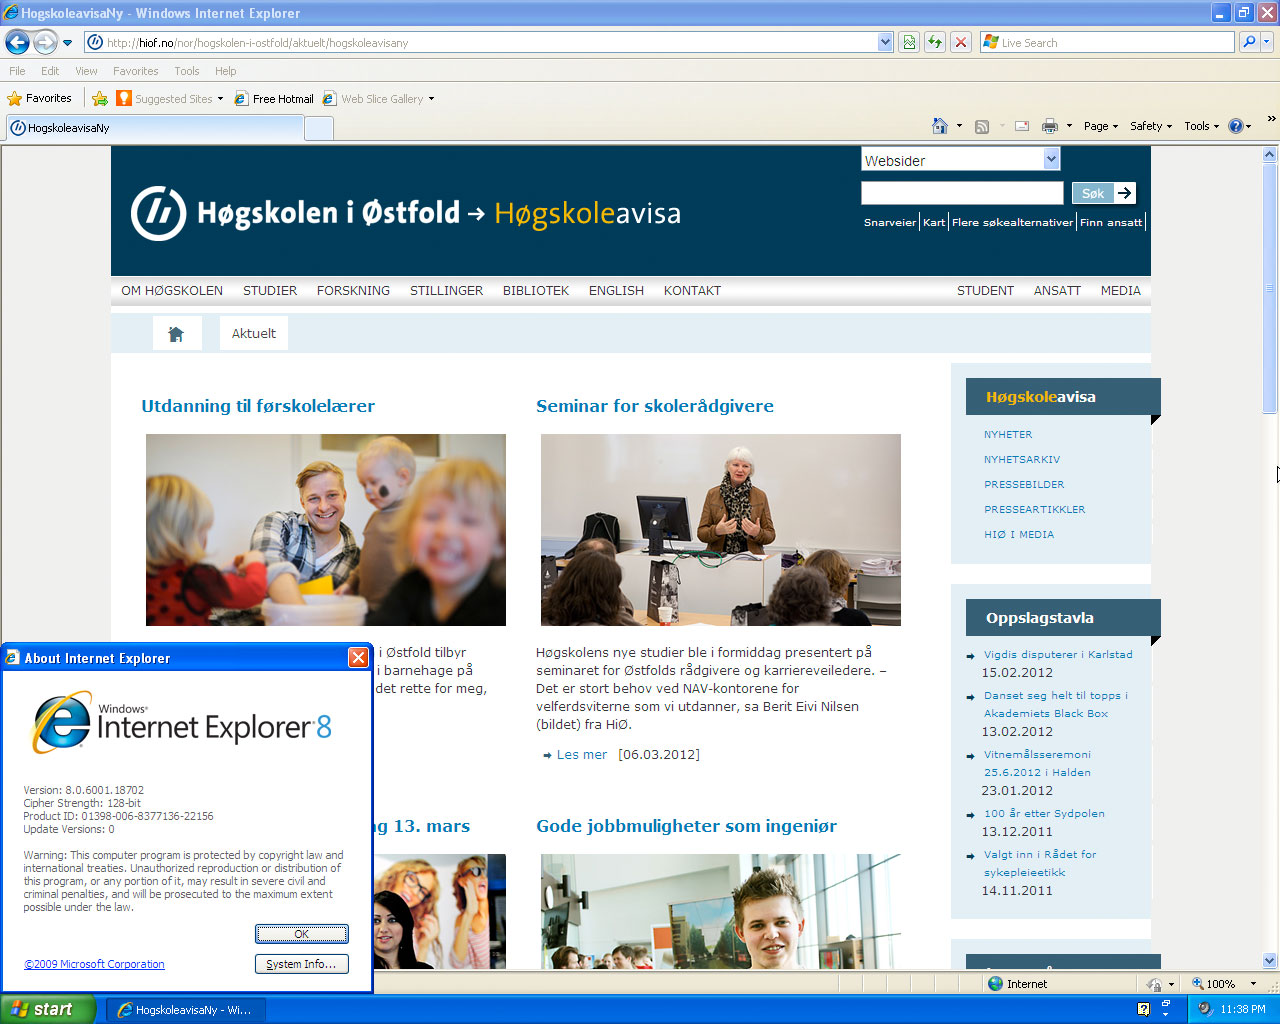 HogskoleavisaNy - Windows Internet Explorer
http://hiof.no/nor/hogskolen-i-ostfold/aktuelt/hogskoleavisany
Live Search
File Edit View Favorites Tools Help
Favorites Suggested Sites Free Hotmail Web Slice Gallery
HogskoleavisaNy
Page Safety Tools
Websider
Høgskolen i Østfold → Høgskoleavisa
Søk
Snarveier Kart Flere søkealternativer Finn ansatt
OM HØGSKOLEN STUDIER FORSKNING STILLINGER BIBLIOTEK ENGLISH KONTAKT STUDENT ANSATT MEDIA
Aktuelt
Utdanning til førskolelærer
i Østfold tilbyr
i barnehage på
det rette for meg,
Seminar for skolerådgivere
Høgskolens nye studier ble i formiddag presentert på
seminaret for Østfolds rådgivere og karriereveiledere. –
Det er stort behov ved NAV-kontorene for
velferdsviterne som vi utdanner, sa Berit Eivi Nilsen
(bildet) fra HiØ.
Les mer [06.03.2012]
13. mars
Gode jobbmuligheter som ingeniør
Høgskoleavisa
NYHETER
NYHETSARKIV
PRESSEBILDER
PRESSEARTIKKLER
HIØ I MEDIA
Oppslagstavla
Vigdis disputerer i Karlstad
15.02.2012
Danset seg helt til topps i
Akademiets Black Box
13.02.2012
Vitnemålsseremoni
25.6.2012 i Halden
23.01.2012
100 år etter Sydpolen
13.12.2011
Valgt inn i Rådet for
sykepleieetikk
14.11.2011
About Internet Explorer
Windows®
Internet Explorer 8
Version: 8.0.6001.18702
Cipher Strength: 128-bit
Product ID: 01398-006-8377136-22156
Update Versions: 0
Warning: This computer program is protected by copyright law and
international treaties. Unauthorized reproduction or distribution of
this program, or any portion of it, may result in severe civil and
criminal penalties, and will be prosecuted to the maximum extent
possible under the law.
OK
©2009 Microsoft Corporation
System Info...
Internet
100%
start
HogskoleavisaNy - Wi...
11:38 PM